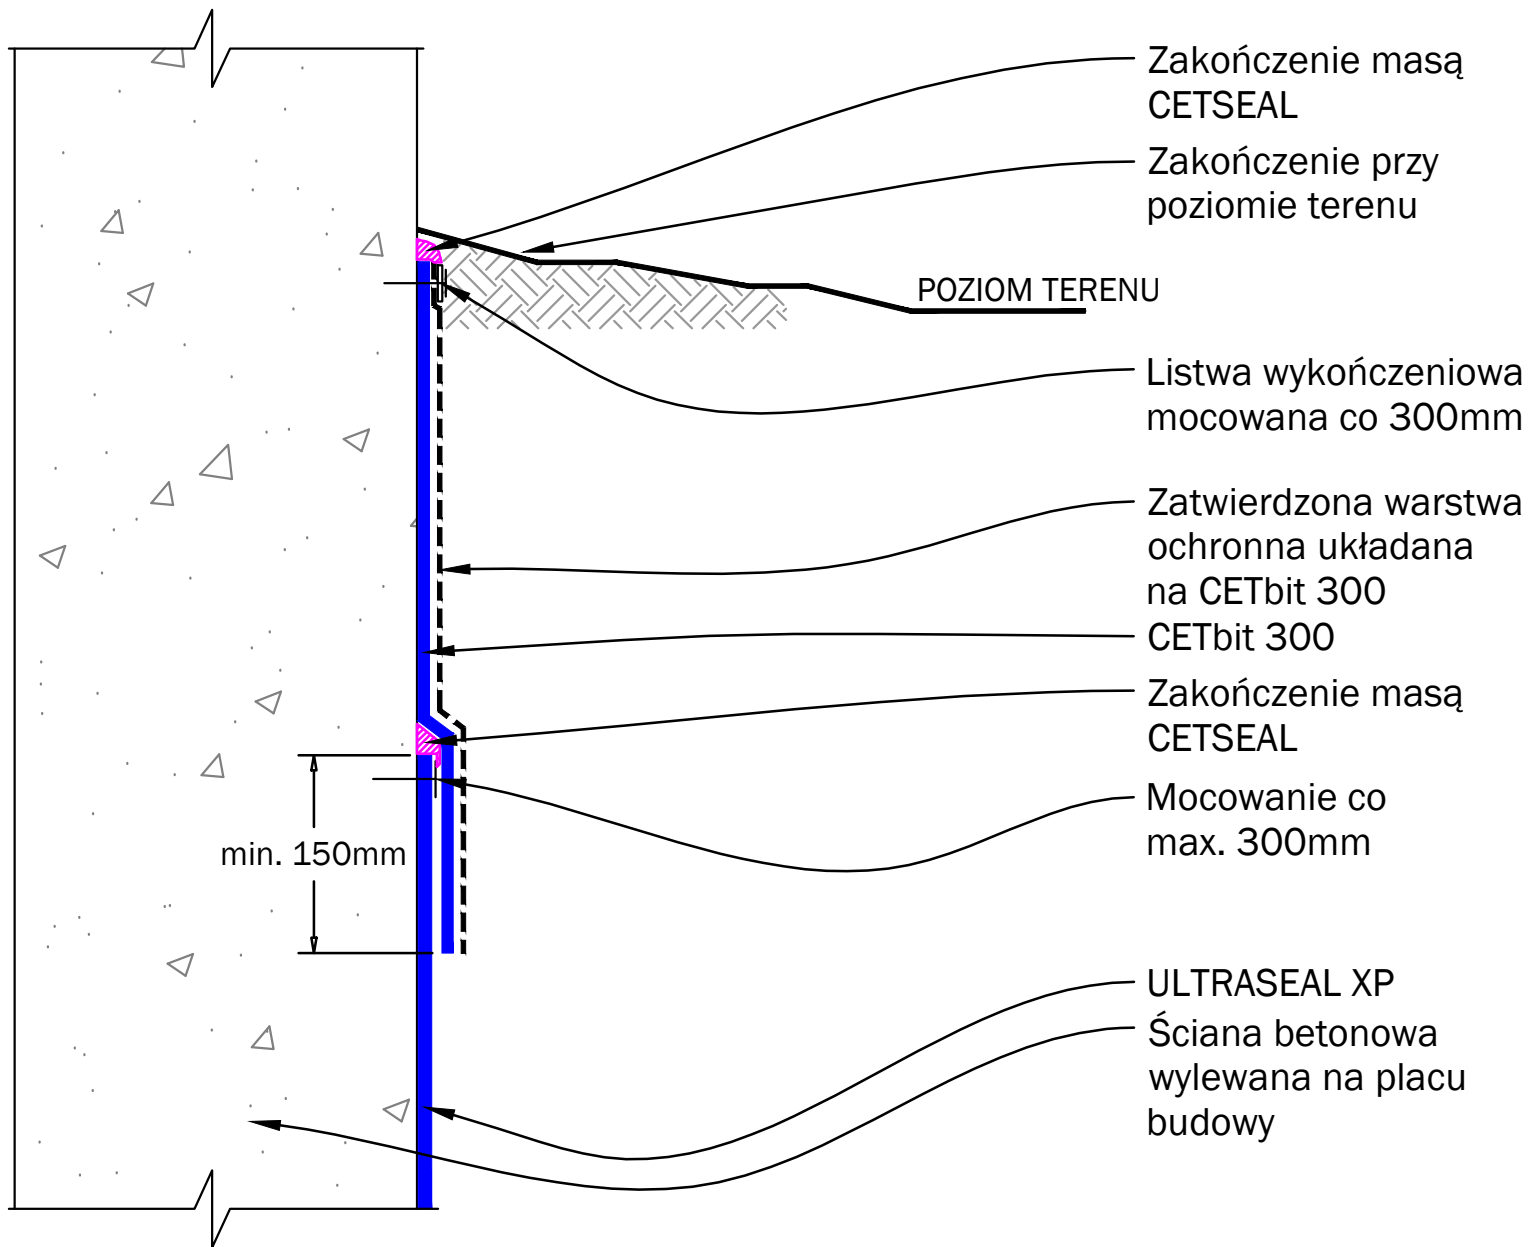 Zakończenie masą
CETSEAL
Zakończenie przy
poziomie terenu
POZIOM TERENU
Listwa wykończeniowa
mocowana co 300mm
Zatwierdzona warstwa
ochronna układana
na CETbit 300
CETbit 300
Zakończenie masą
CETSEAL
Mocowanie co
max. 300mm
min. 150mm
ULTRASEAL XP
Ściana betonowa
wylewana na placu
budowy